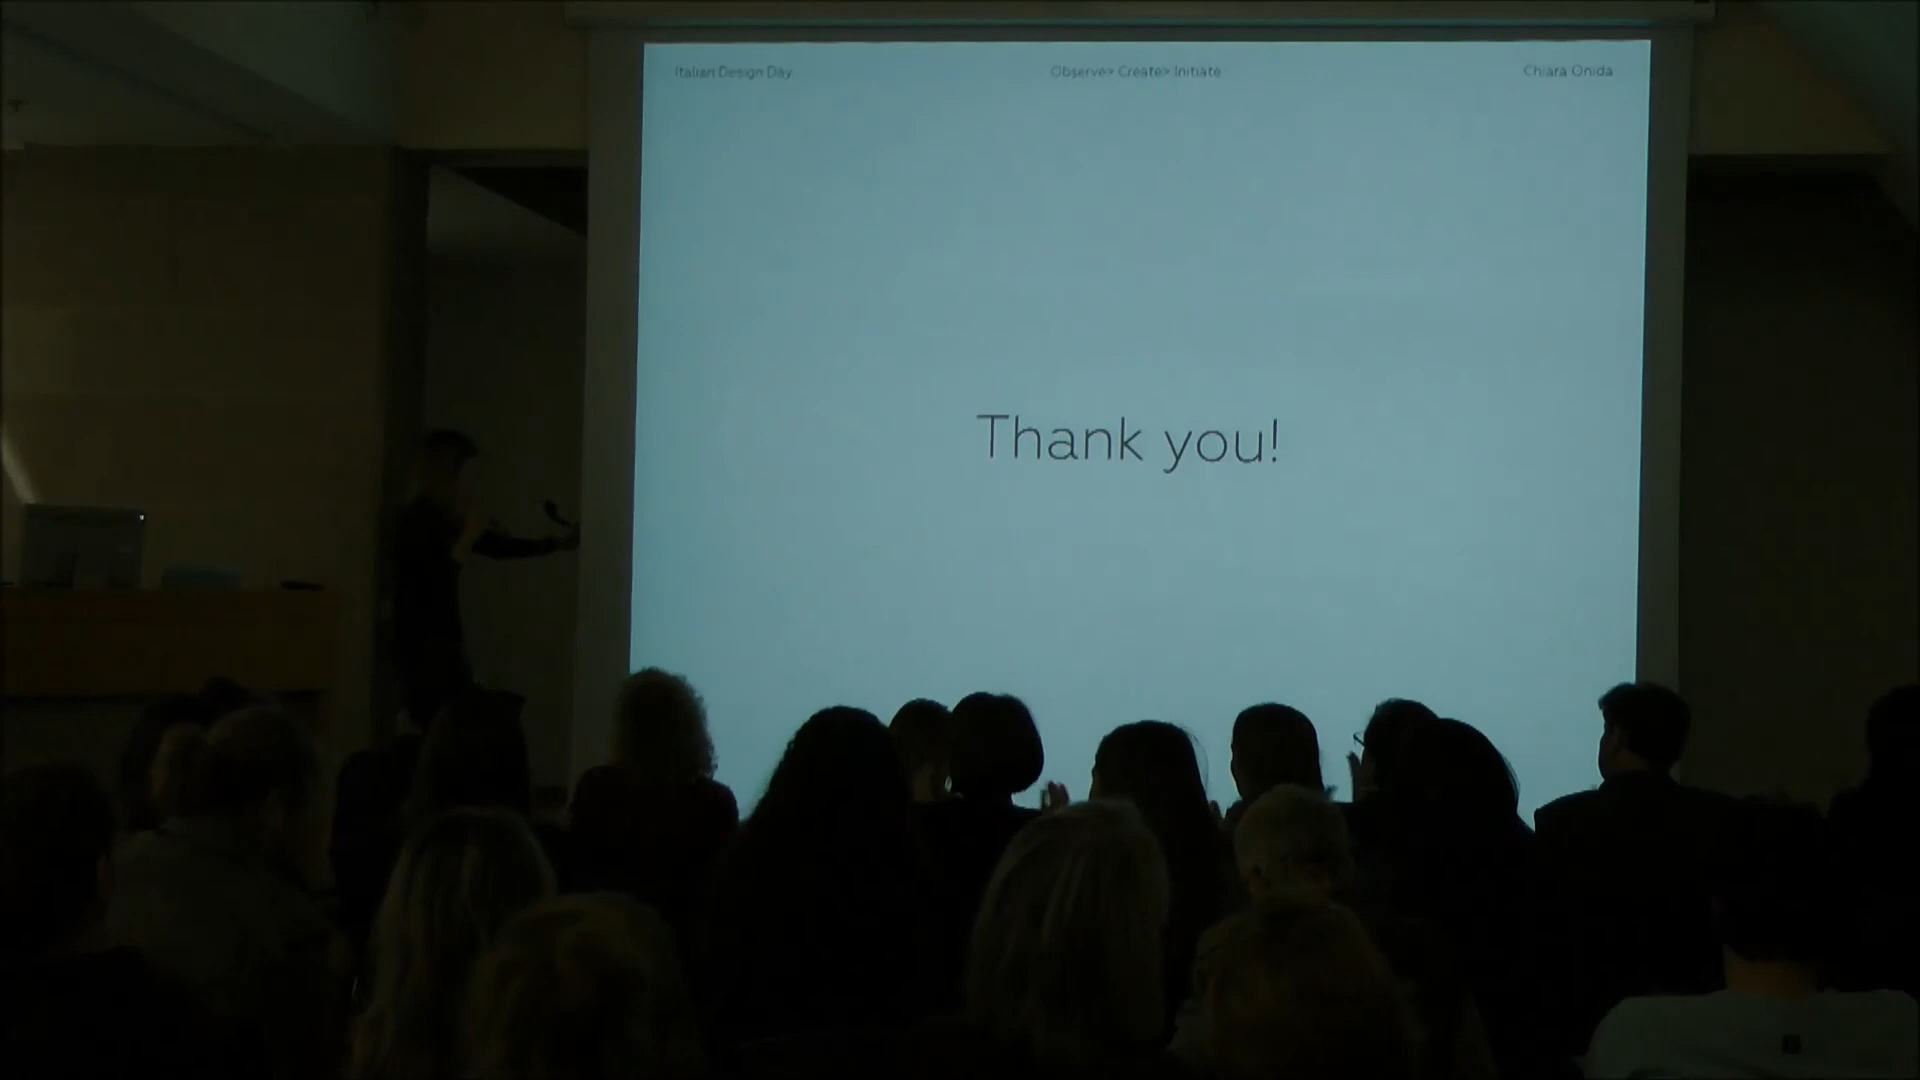 Italian Design Day
Observe> Create> Initiate
Chiara Onida
Thank you!